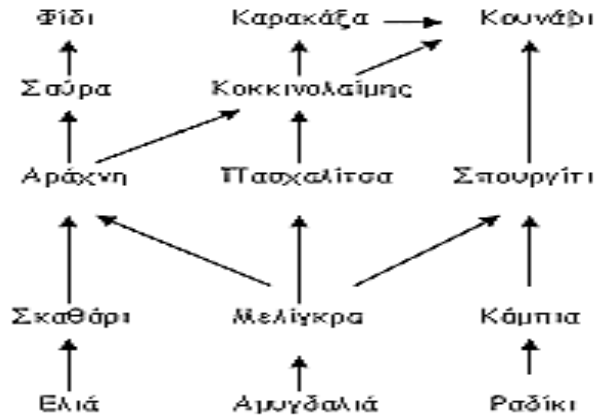 Φίδι Καρακάξα Κουνάβι
Σαύρα Κοκκινολαίμης
Αράχνη Πασχαλίτσα Σπουργίτι
Σκαθάρι Μελίγκρα Κάμπια
Ελιά Αμυγδαλιά Ραδίκι